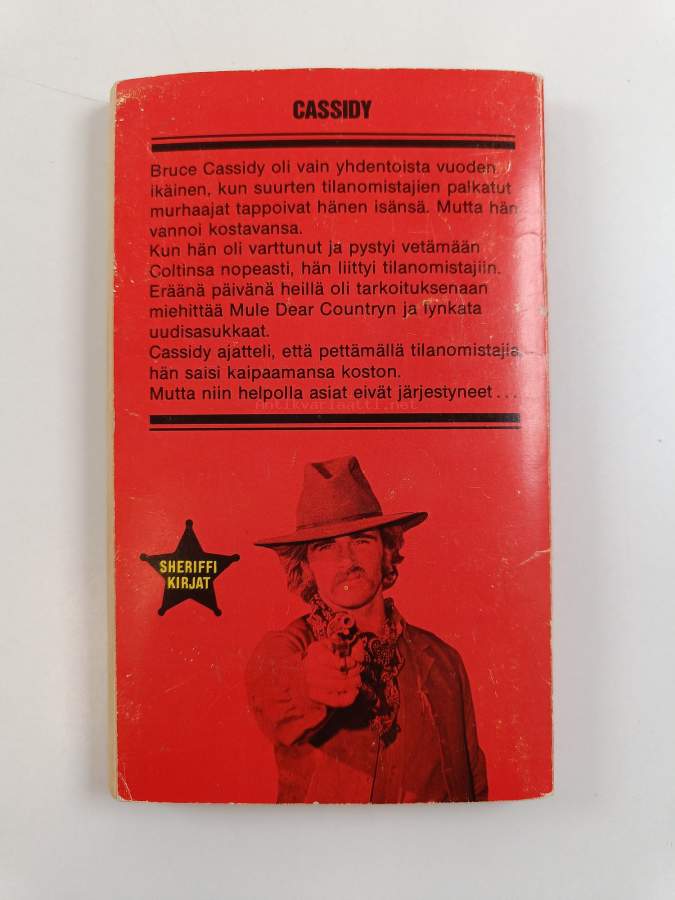 CASSIDY
Bruce Cassidy oli vain yhdentoista vuoden
ikäinen, kun suurten tilanomistajien palkatut
murhaajat tappoivat hänen isänsä. Mutta hän
vannoi kostavansa.
Kun hän oli varttunut ja pystyi vetämään
Coltinsa nopeasti, hän liittyi tilanomistajiin.
Eräänä päivänä heillä oli tarkoituksenaan
miehittää Mule Dear Countryn ja lynkata
uudisasukkaat.
Cassidy ajatteli, että pettämällä tilanomistajia,
hän saisi kaipaamansa koston.
Mutta niin helpolla asiat eivät järjestyneet...
Antikvariaatti.net
SHERIFFI
KIRJAT